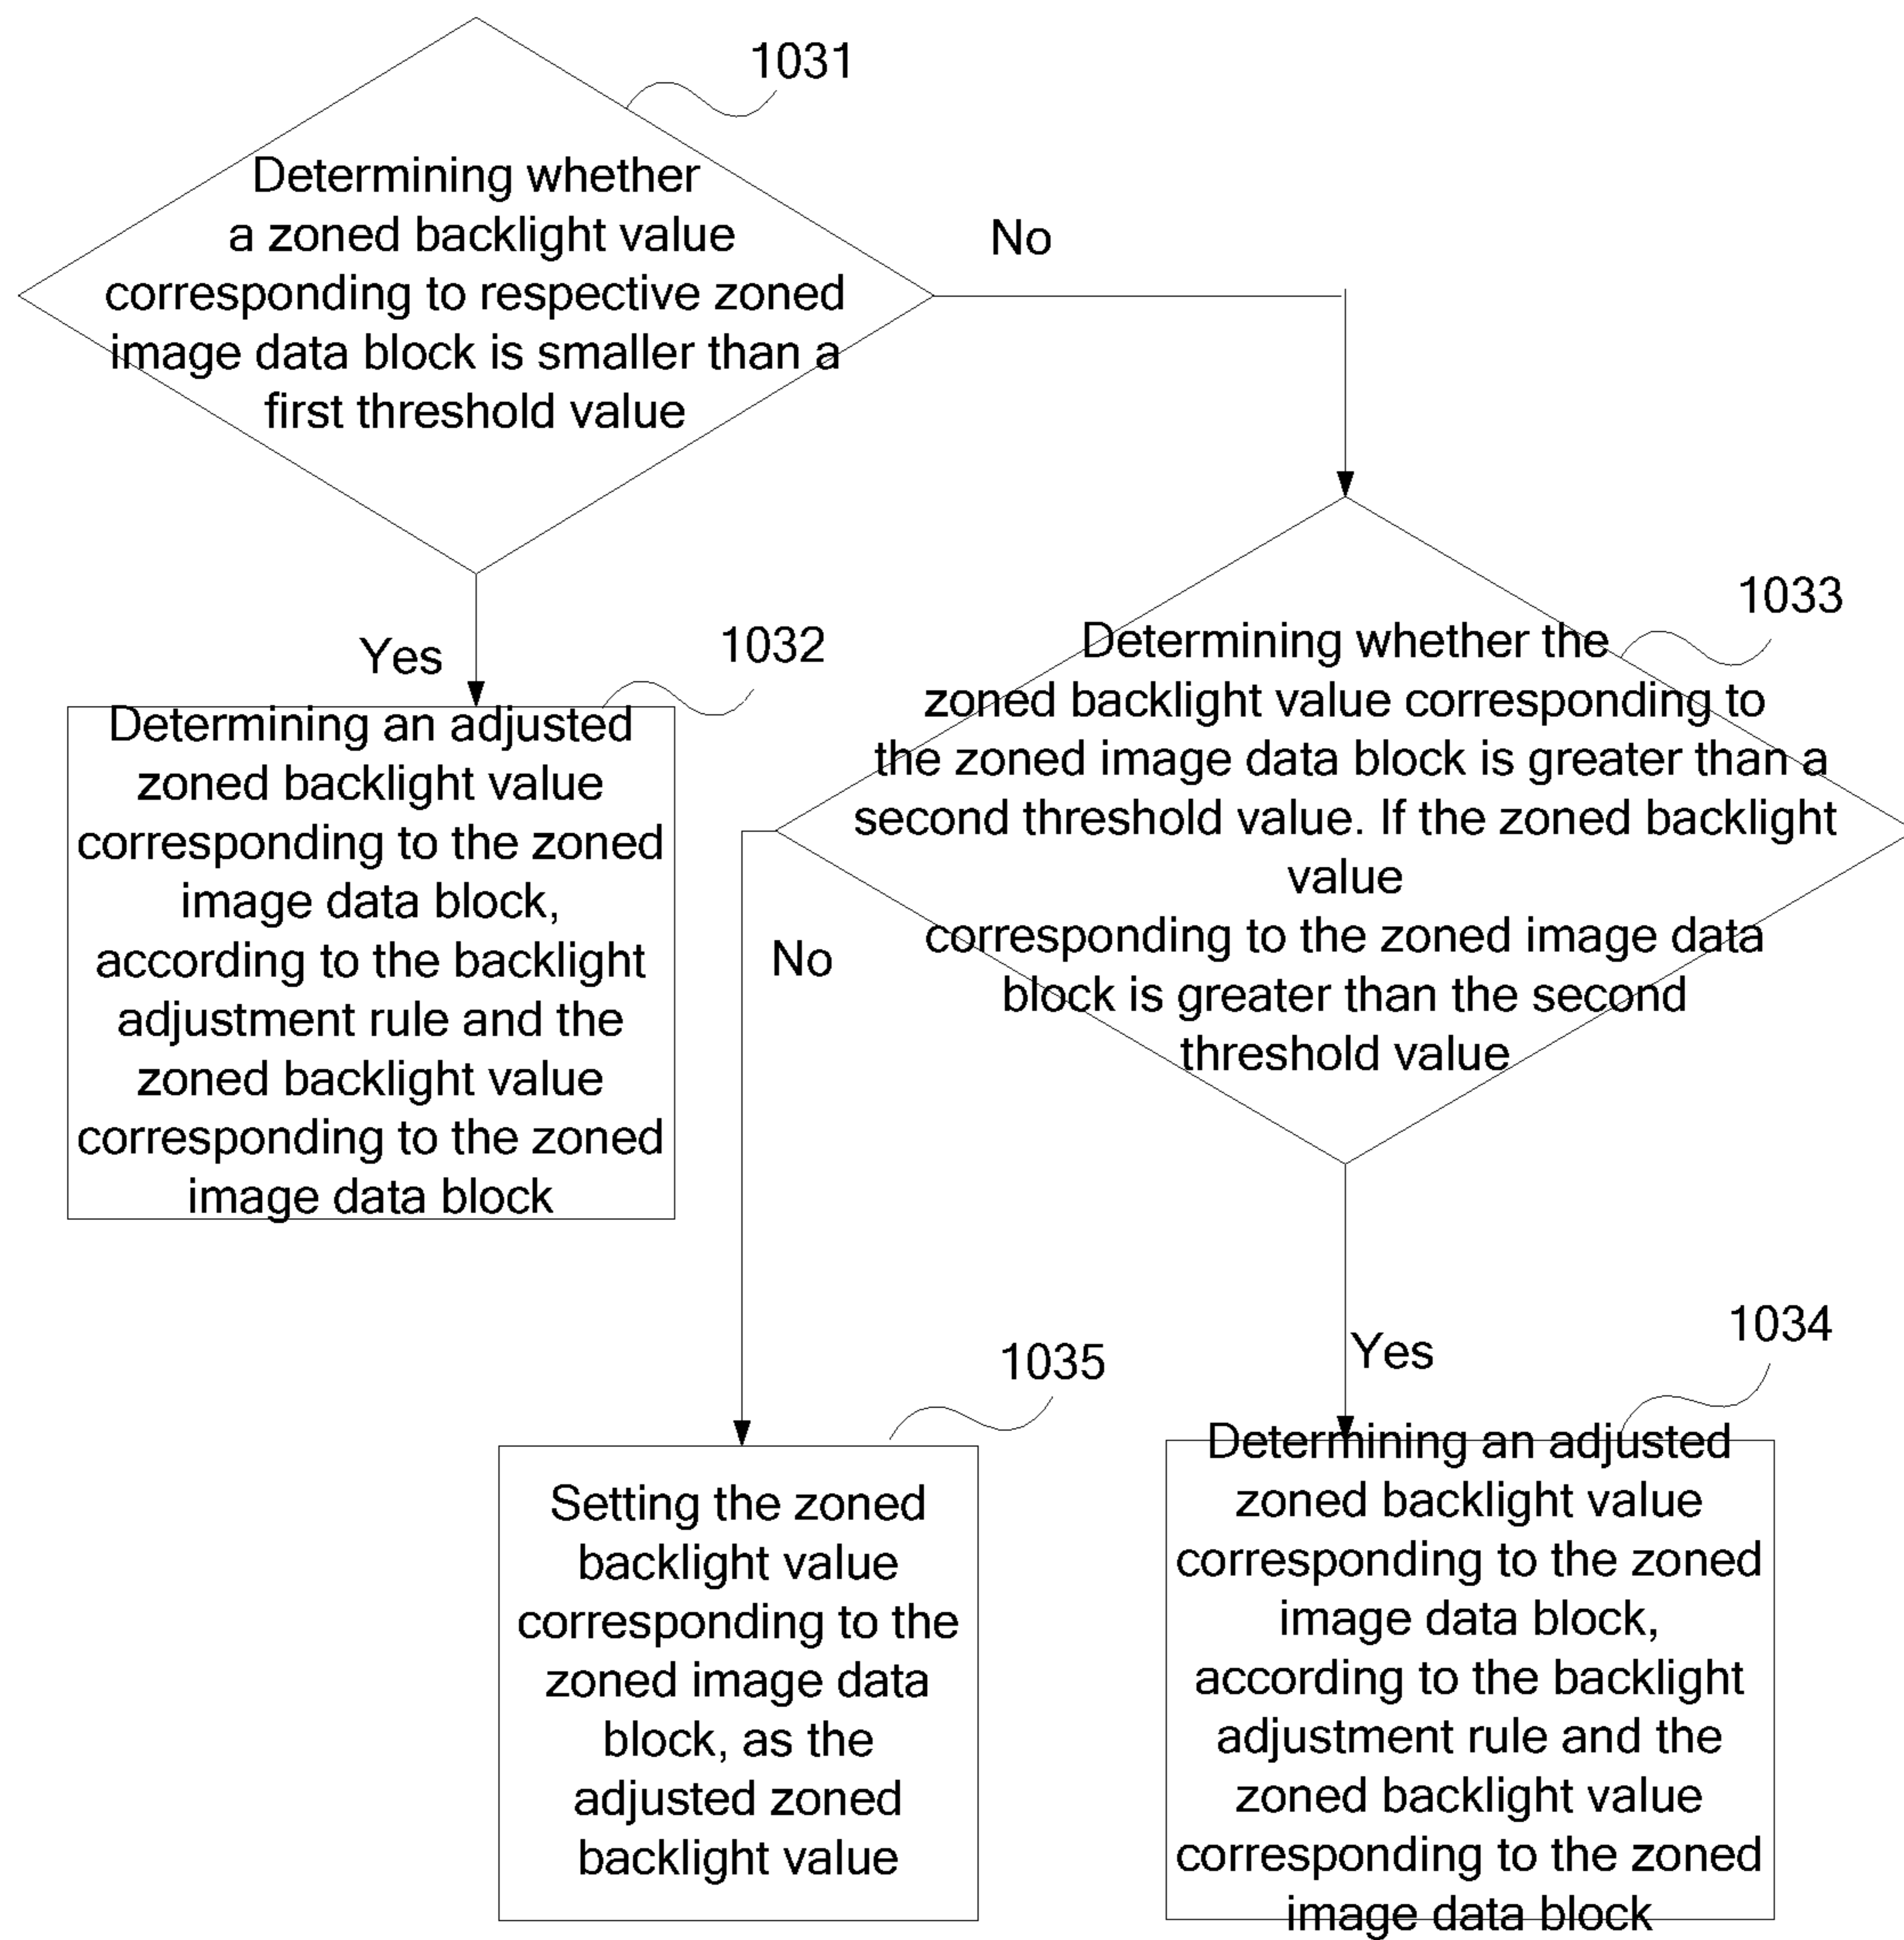 1031
Determining whether
a zoned backlight value
corresponding to respective zoned
image data block is smaller than a
first threshold value
No
Yes
1032
Determining an adjusted
zoned backlight value
corresponding to the zoned
image data block,
according to the backlight
adjustment rule and the
zoned backlight value
corresponding to the zoned
image data block
1033
Determining whether the
zoned backlight value corresponding to
the zoned image data block is greater than a
second threshold value. If the zoned backlight
value
corresponding to the zoned image data
block is greater than the second
threshold value
No
Yes
1035
Setting the zoned
backlight value
corresponding to the
zoned image data
block, as the
adjusted zoned
backlight value
1034
Determining an adjusted
zoned backlight value
corresponding to the zoned
image data block,
according to the backlight
adjustment rule and the
zoned backlight value
corresponding to the zoned
image data block